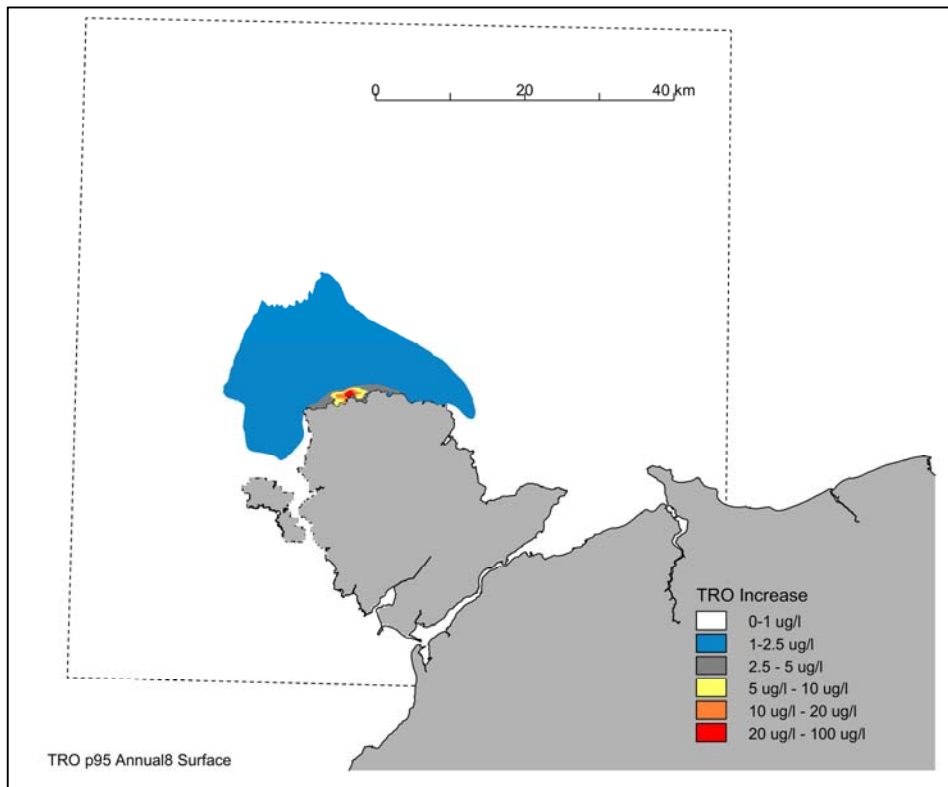 0 20 40 km
TRO Increase
0-1 ug/l
1-2.5 ug/l
2.5 - 5 ug/l
5 ug/l - 10 ug/l
10 ug/l - 20 ug/l
20 ug/l - 100 ug/l
TRO p95 Annual8 Surface